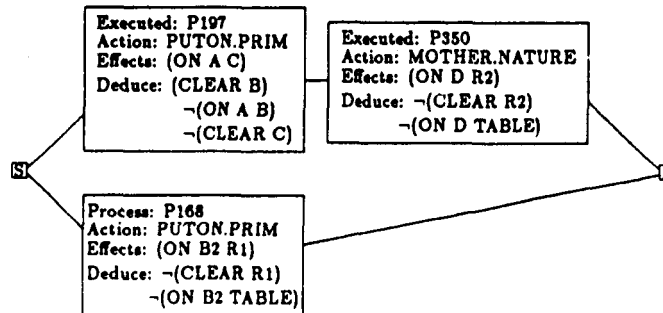 Executed: P197
Action: PUTON.PRIM
Effects: (ON A C)
Deduce: (CLEAR B)
¬(ON A B)
¬(CLEAR C)
Executed: P350
Action: MOTHER.NATURE
Effects: (ON D R2)
Deduce: ¬(CLEAR R2)
¬(ON D TABLE)
S
Process: P168
Action: PUTON.PRIM
Effects: (ON B2 R1)
Deduce: ¬(CLEAR R1)
¬(ON B2 TABLE)